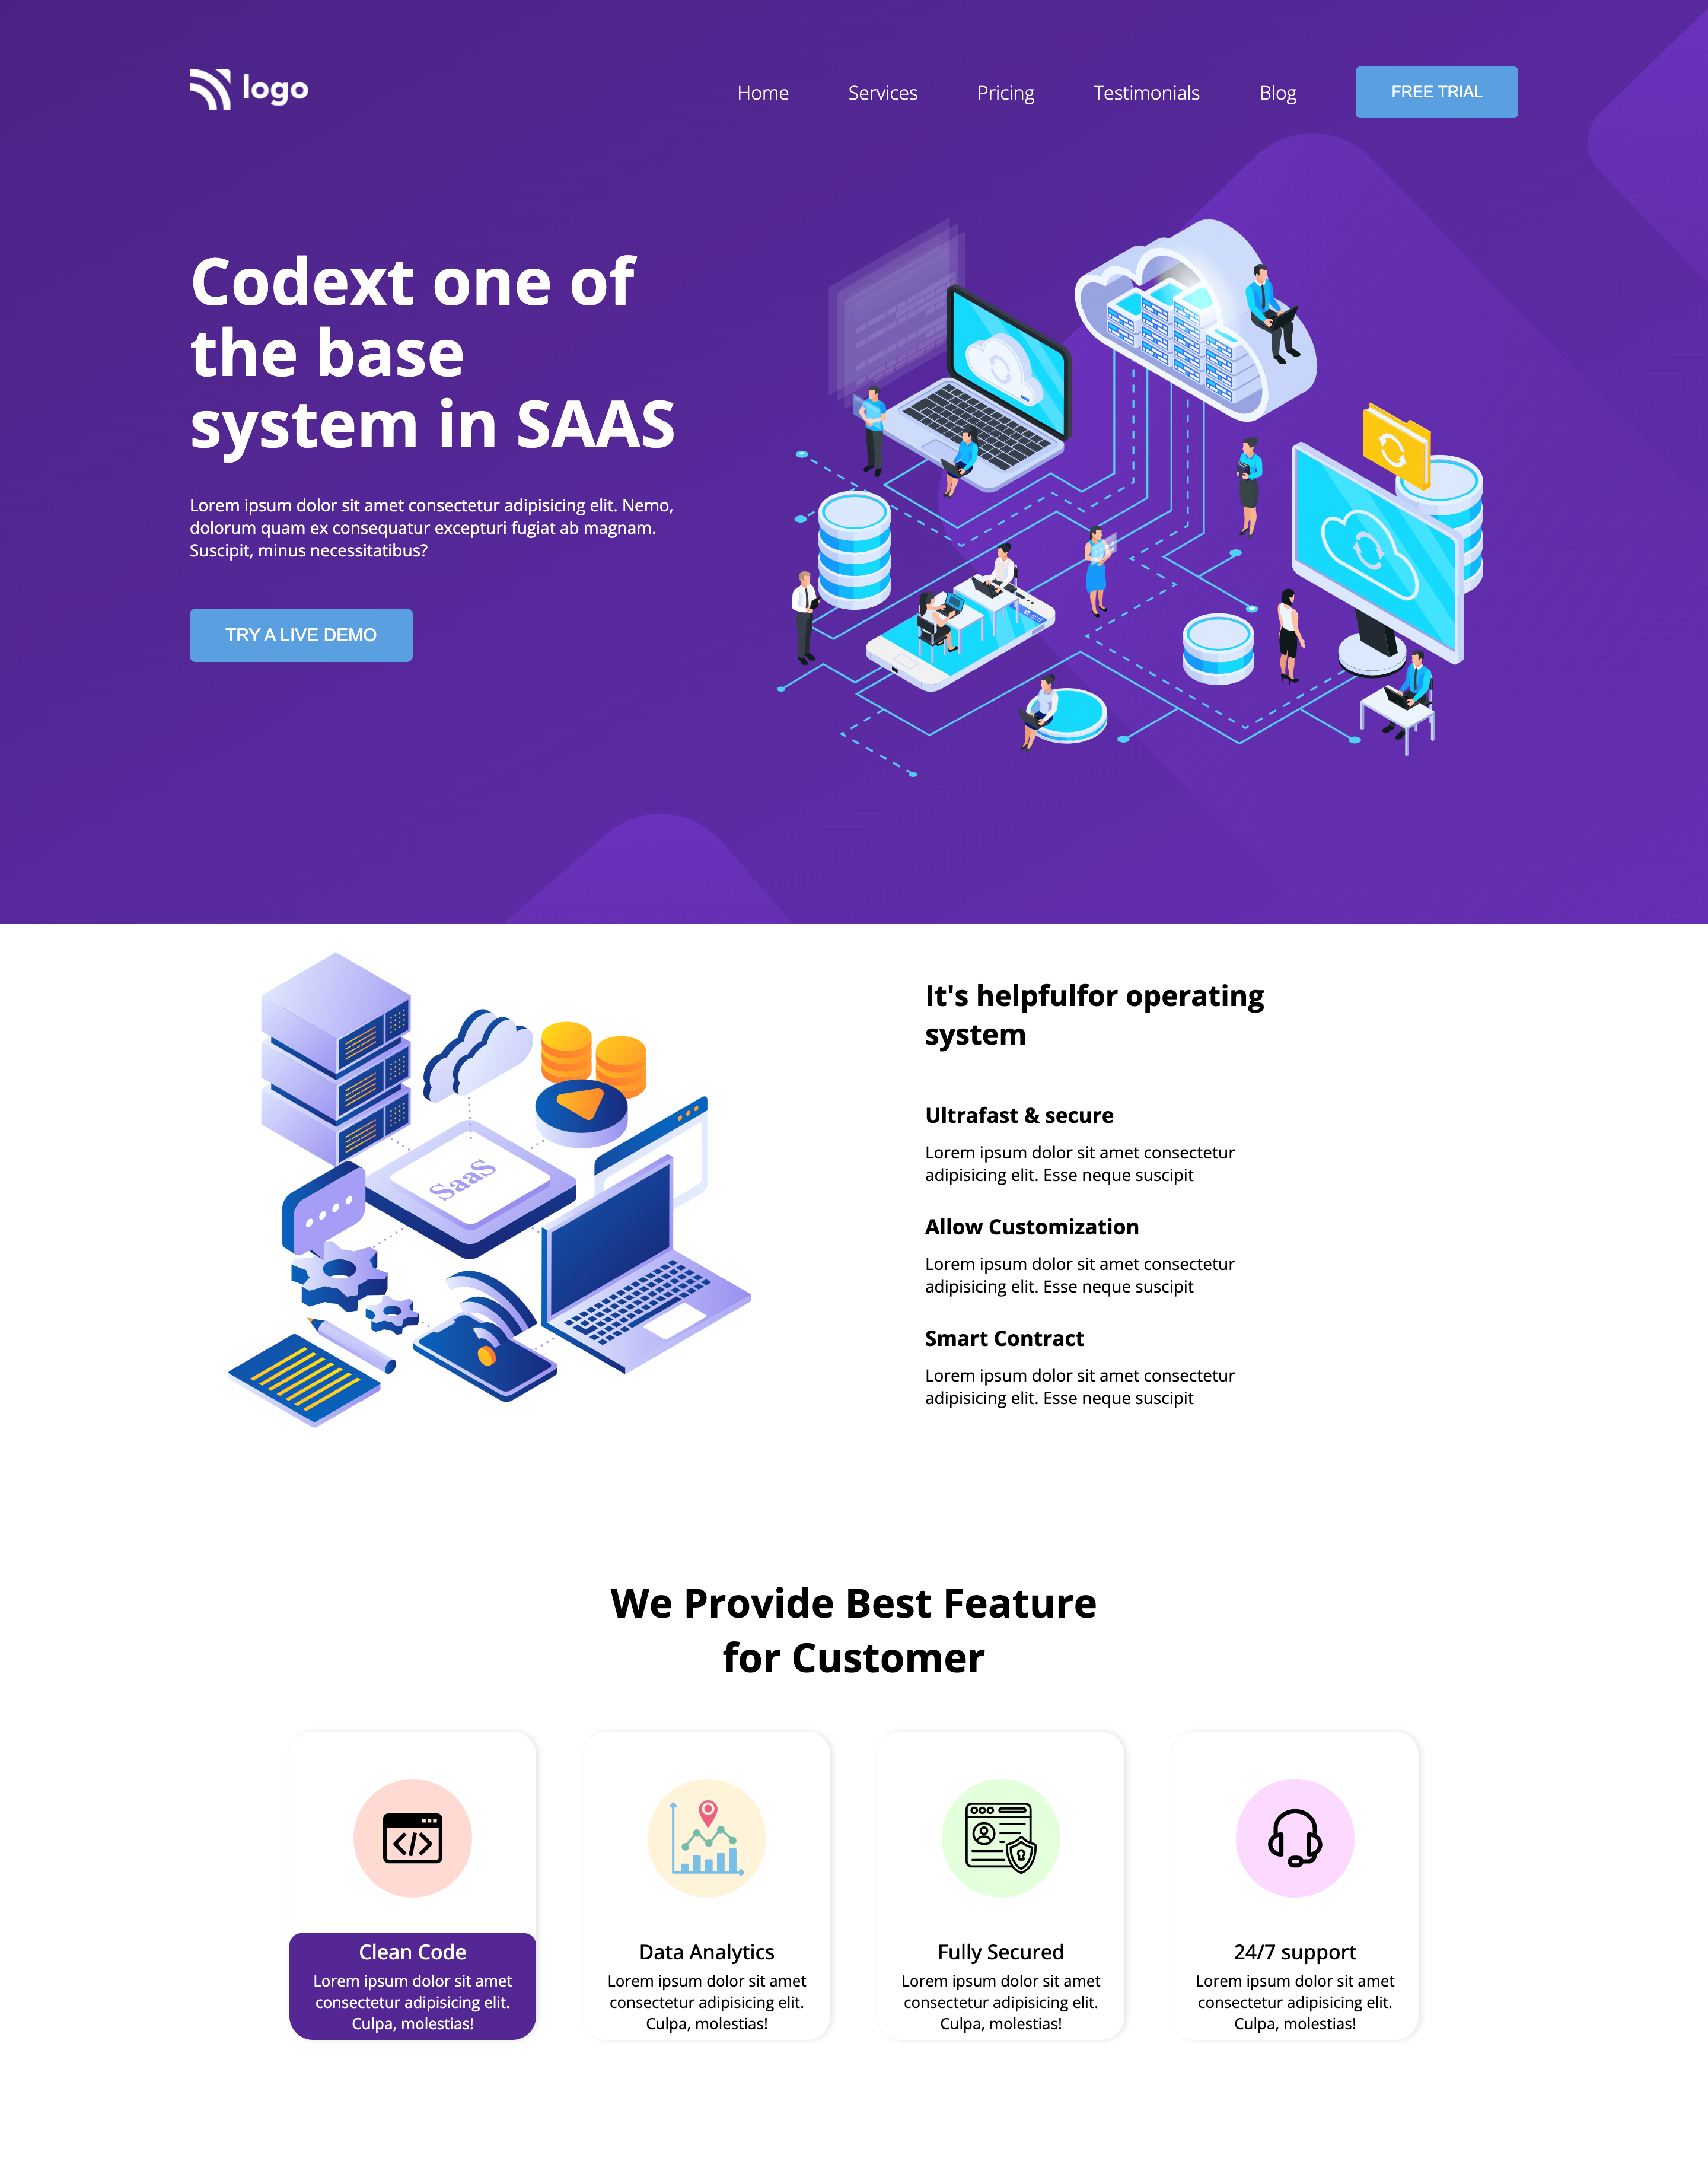 logo
Home Services Pricing Testimonials Blog FREE TRIAL
Codext one of
the base
system in SAAS
Lorem ipsum dolor sit amet consectetur adipisicing elit. Nemo,
dolorum quam ex consequatur excepturi fugiat ab magnam.
Suscipit, minus necessitatibus?
TRY A LIVE DEMO
SaaS
It's helpfulfor operating
system
Ultrafast & secure
Lorem ipsum dolor sit amet consectetur
adipisicing elit. Esse neque suscipit
Allow Customization
Lorem ipsum dolor sit amet consectetur
adipisicing elit. Esse neque suscipit
Smart Contract
Lorem ipsum dolor sit amet consectetur
adipisicing elit. Esse neque suscipit
We Provide Best Feature
for Customer
Clean Code
Lorem ipsum dolor sit amet
consectetur adipisicing elit.
Culpa, molestias!
Data Analytics
Lorem ipsum dolor sit amet
consectetur adipisicing elit.
Culpa, molestias!
Fully Secured
Lorem ipsum dolor sit amet
consectetur adipisicing elit.
Culpa, molestias!
24/7 support
Lorem ipsum dolor sit amet
consectetur adipisicing elit.
Culpa, molestias!